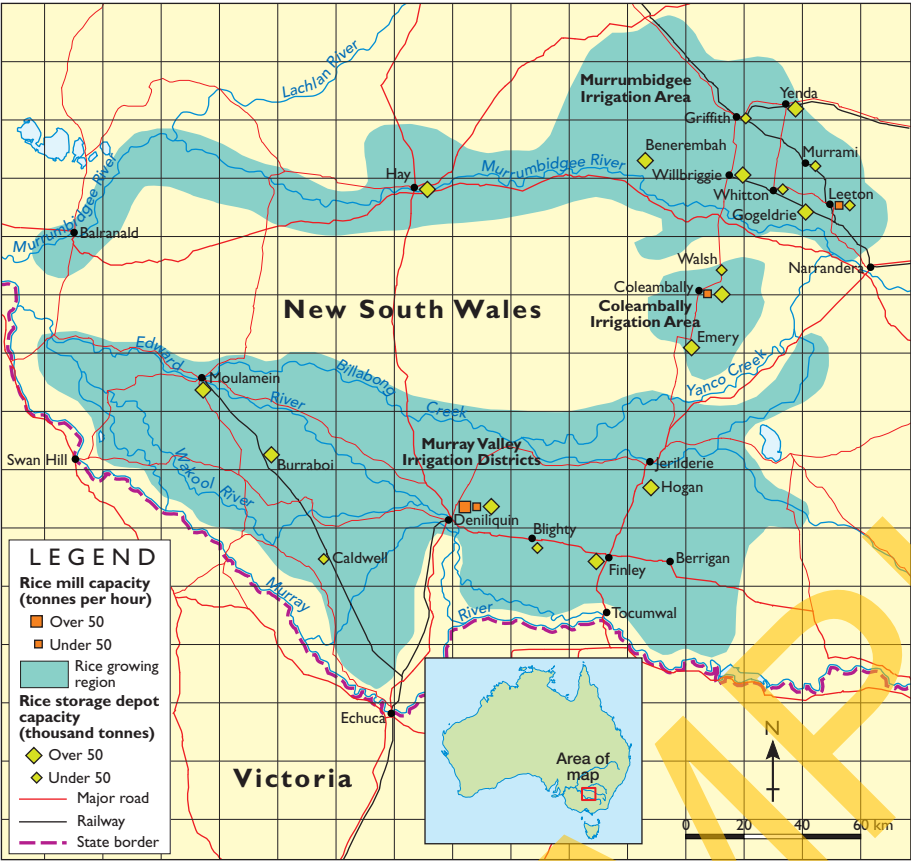 Lachlan River
Murrumbidgee
Irrigation Area
Yenda
Griffith
Benerembah
Murrami
Murrumbidgee River
Hay
Willbriggie
Whitton
Leeton
Gogeldrie
Murrumbidgee River
Balranald
Narrandera
Walsh
Coleambally
Coleambally
Irrigation Area
New South Wales
Emery
Edward
River
Moulamein
Billabong
Creek
Yanco Creek
Murray Valley
Irrigation Districts
Swan Hill
Burraboi
Wakool River
Jerilderie
Hogan
Deniliquin
Blighty
Caldwell
Finley
Berrigan
Murray
River
Tocumwal
Echuca
Victoria
LEGEND
Rice mill capacity
(tonnes per hour)
Over 50
Under 50
Rice growing
region
Rice storage depot
capacity
(thousand tonnes)
Over 50
Under 50
Major road
Railway
State border
Area of
map
N
0 20 40 60 km